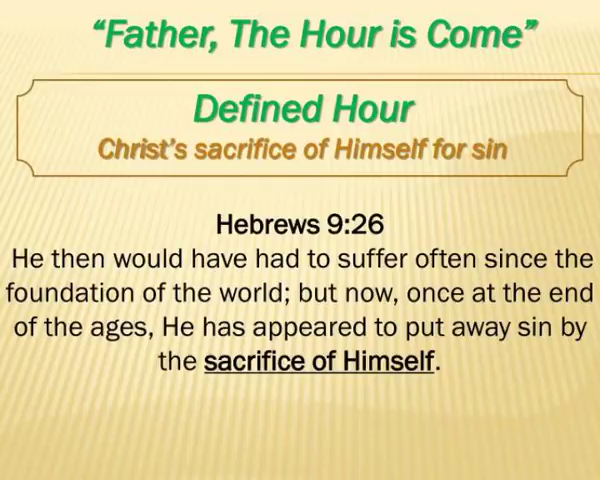 “Father, The Hour is Come”
Defined Hour
Christ’s sacrifice of Himself for sin
Hebrews 9:26
He then would have had to suffer often since the
foundation of the world; but now, once at the end
of the ages, He has appeared to put away sin by
the sacrifice of Himself.